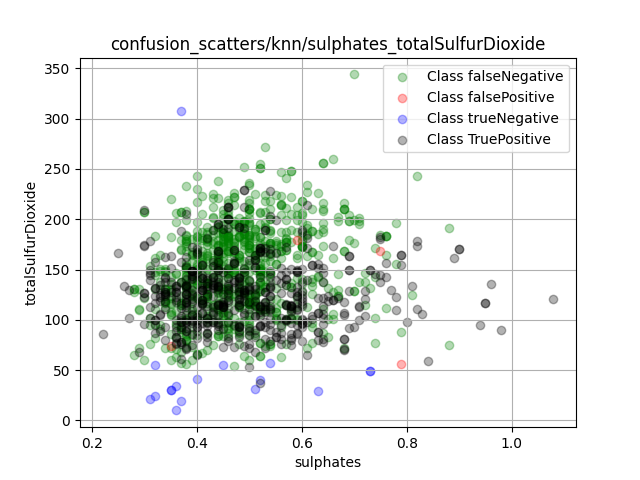 confusion_scatters/knn/sulphates_totalSulfurDioxide
350
300
250
200
150
100
50
0
totalSulfurDioxide
Class falseNegative
Class falsePositive
Class trueNegative
Class TruePositive
0.2 0.4 0.6 0.8 1.0
sulphates